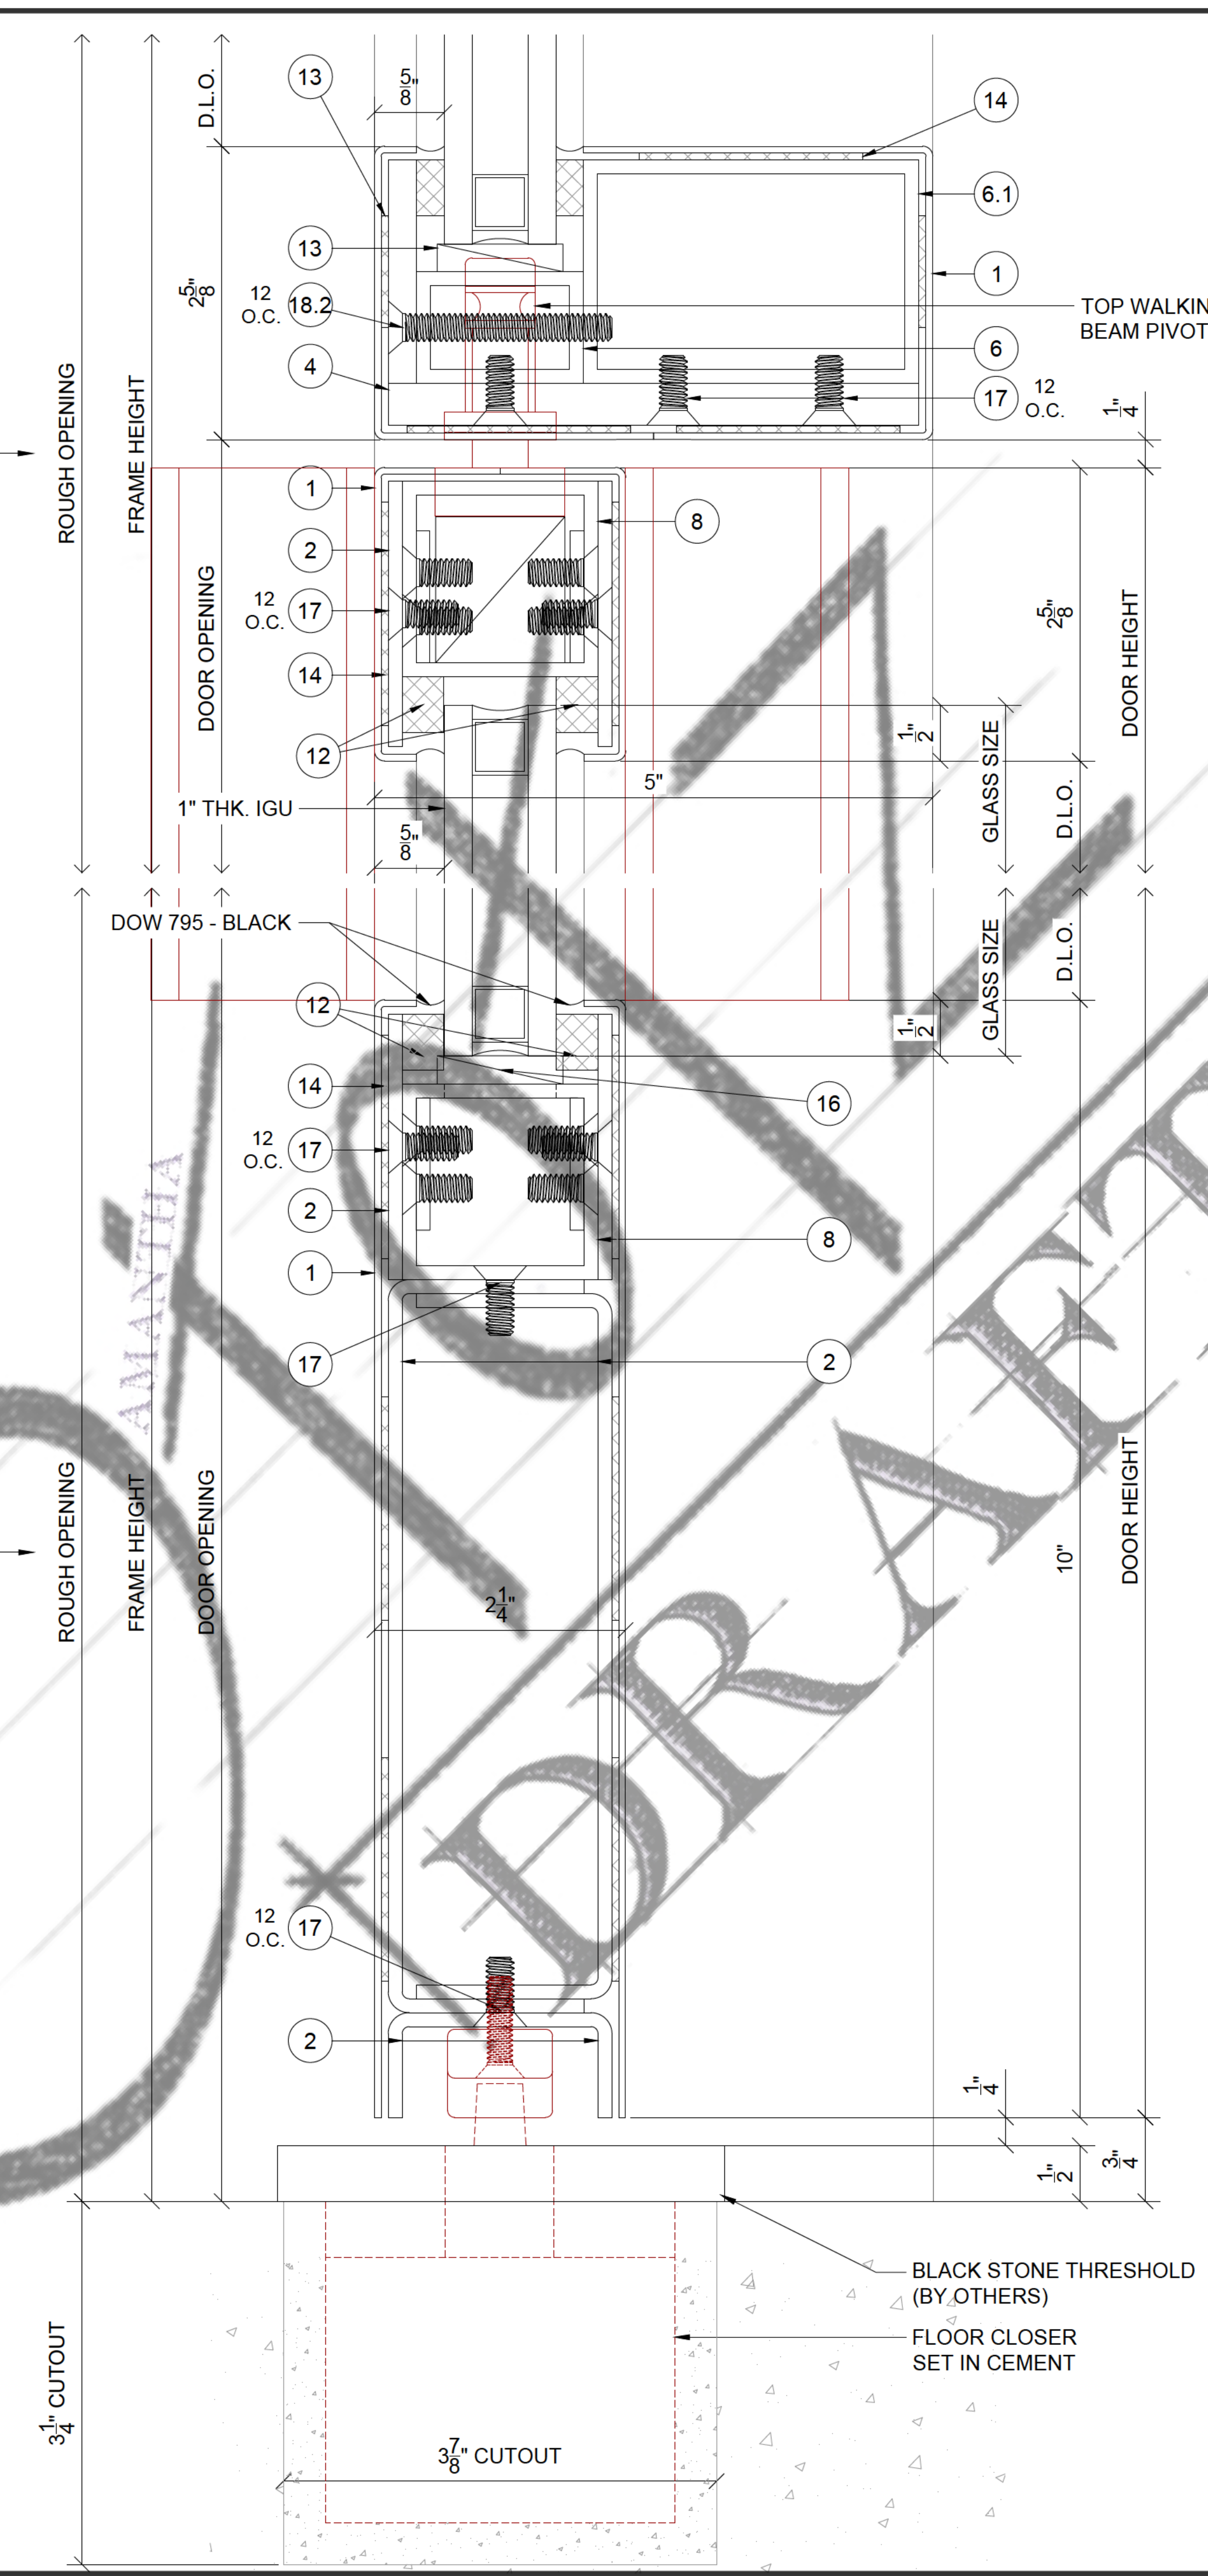 D.L.O.
5/8"
13
14
6.1
13
1
2 5/8"
12
O.C.
18.2
TOP WALKIN
BEAM PIVOT
6
4
17
12
O.C.
1/4"
ROUGH OPENING
FRAME HEIGHT
1
8
2
12
O.C.
17
DOOR OPENING
2 5/8"
DOOR HEIGHT
14
12
1/2"
GLASS SIZE
5"
1" THK. IGU
D.L.O.
5/8"
DOW 795 - BLACK
GLASS SIZE
D.L.O.
12
1/2"
14
16
12
O.C.
17
AMANTHA
2
8
1
17
2
ROUGH OPENING
FRAME HEIGHT
DOOR OPENING
10"
DOOR HEIGHT
2 1/4"
DRAFT
12
O.C.
17
2
1/4"
1/2"
3/4"
BLACK STONE THRESHOLD
(BY OTHERS)
FLOOR CLOSER
SET IN CEMENT
3 1/4" CUTOUT
3 7/8" CUTOUT